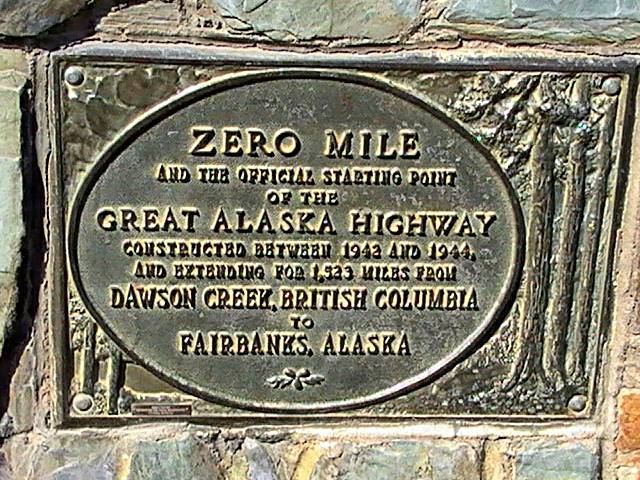 ZERO MILE
AND THE OFFICIAL STARTING POINT
OF THE
GREAT ALASKA HIGHWAY
CONSTRUCTED BETWEEN 1942 AND 1944,
AND EXTENDING FOR 1,523 MILES FROM
DAWSON CREEK, BRITISH COLUMBIA
TO
FAIRBANKS, ALASKA